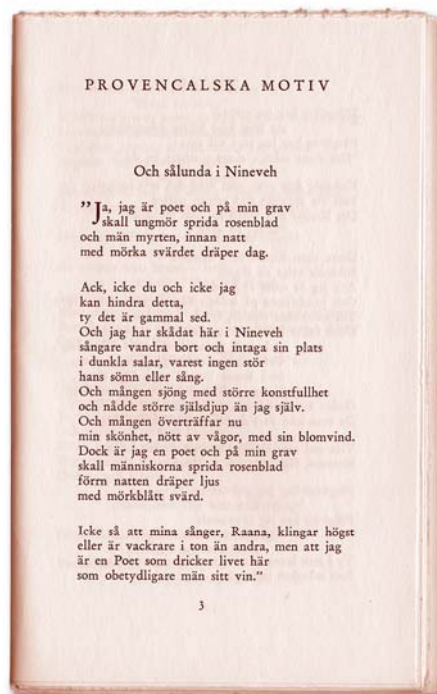 PROVENCALSKA MOTIV
Och sålunda i Nineveh
"Ja, jag är poet och på min grav
skall ungmör sprida rosenblad
och män myrten, innan natt
med mörka svärdet dräper dag.
Ack, icke du och icke jag
kan hindra detta,
ty det är gammal sed.
Och jag har skådat här i Nineveh
sångare vandra bort och intaga sin plats
i dunkla salar, varest ingen stör
hans sömn eller sång.
Och mången sjöng med större konstfullhet
och nådde större själsdjup än jag själv.
Och mången överträffar nu
min skönhet, nött av vågor, med sin blomvind.
Dock är jag en poet och på min grav
skall människorna sprida rosenblad
förrn natten dräper ljus
med mörkblått svärd.
Icke så att mina sånger, Raana, klingar högst
eller är vackrare i ton än andra, men att jag
är en Poet som dricker livet här
som obetydligare män sitt vin."
3